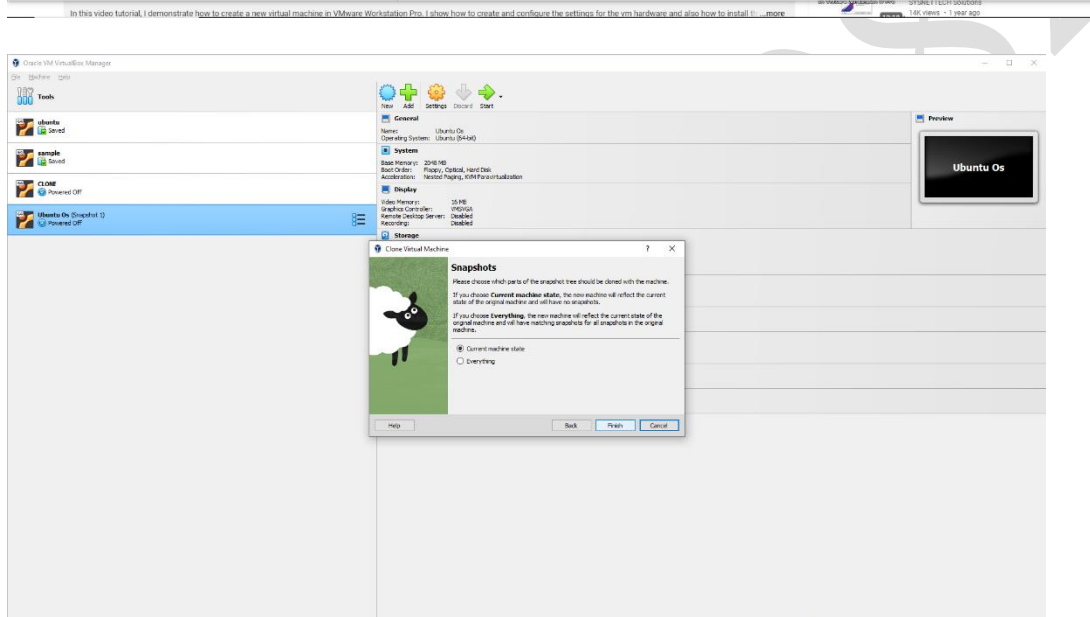 In this video tutorial, I demonstrate how to create a new virtual machine in VMware Workstation Pro. I show how to create and configure the settings for the vm hardware and also how to install th ...more
SYSNETTECH Solutions
14K views • 1 year ago
Oracle VM VirtualBox Manager
File Machine Help
Tools
New Add Settings Discard Start
ubuntu
Saved
sample
Saved
CLONE
Powered Off
Ubuntu Os (Snapshot 1)
Powered Off
General
Name: Ubuntu Os
Operating System: Ubuntu (64-bit)
System
Base Memory: 2048 MB
Boot Order: Floppy, Optical, Hard Disk
Acceleration: Nested Paging, KVM Paravirtualization
Display
Video Memory: 16 MB
Graphics Controller: VMSVGA
Remote Desktop Server: Disabled
Recording: Disabled
Storage
Preview
Ubuntu Os
Clone Virtual Machine
? X
Snapshots
Please choose which parts of the snapshot tree should be cloned with the machine.
If you choose Current machine state, the new machine will reflect the current
state of the original machine and will have no snapshots.
If you choose Everything, the new machine will reflect the current state of the
original machine and will have matching snapshots for all snapshots in the original
machine.
Current machine state
Everything
Help Back Finish Cancel